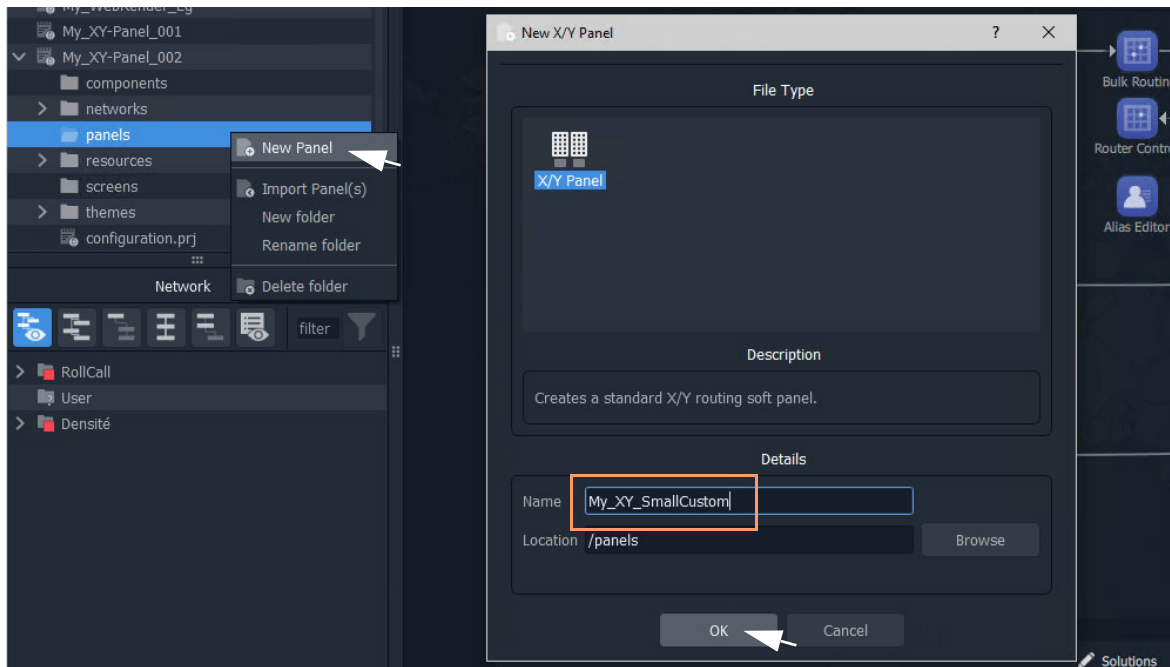 My_WebRender_Eg
My_XY-Panel_001
My_XY-Panel_002
components
networks
panels
resources
screens
themes
configuration.prj
New Panel
Import Panel(s)
New folder
Rename folder
Delete folder
Network
filter
RollCall
User
Densité
New X/Y Panel
?
File Type
X/Y Panel
Description
Creates a standard X/Y routing soft panel.
Details
Name My_XY_SmallCustom
Location /panels Browse
OK Cancel
Bulk Routin
Router Contr
Alias Editor
Solutions